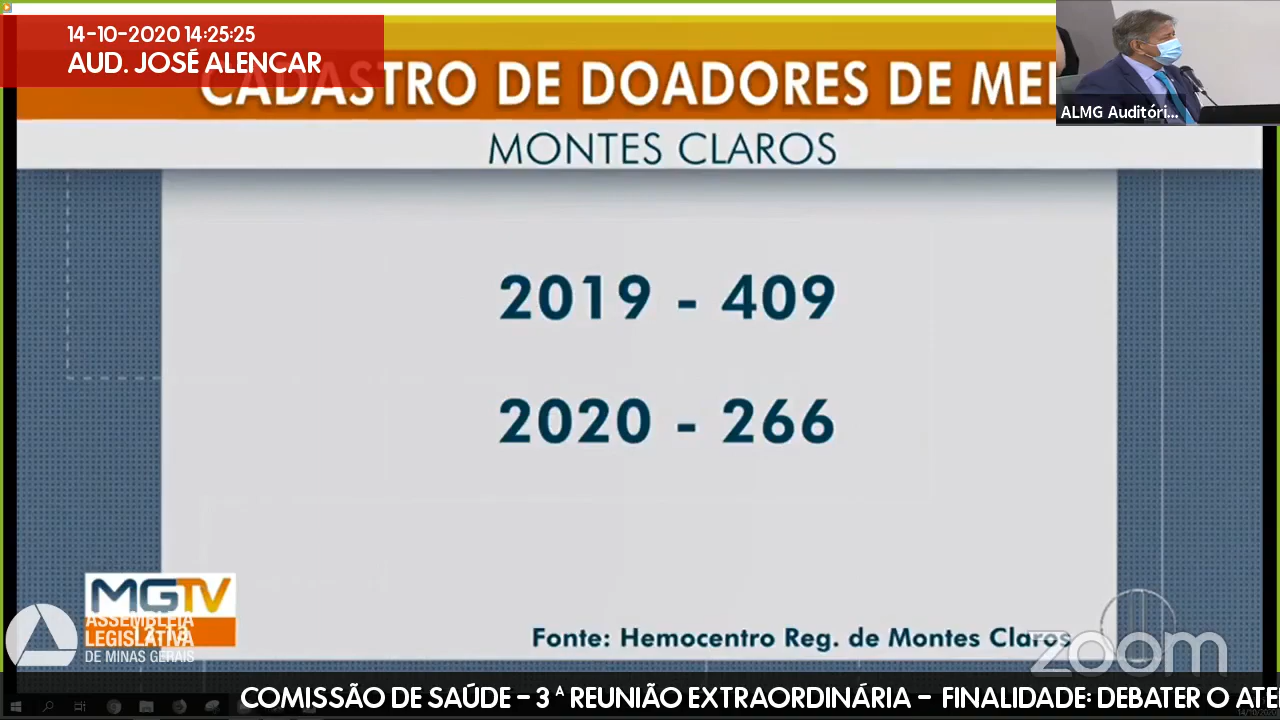 14-10-2020 14:25:25
AUD. JOSÉ ALENCAR
CADASTRO DE DOADORES DE ME
ALMG Auditóri...
MONTES CLAROS
2019 - 409
2020 - 266
MGTV
ASSEMBLEIA
LEGISLATIVA
DE MINAS GERAIS
Fonte: Hemocentro Reg. de Montes Claros
zoom
COMISSÃO DE SAÚDE - 3ª REUNIÃO EXTRAORDINÁRIA - FINALIDADE: DEBATER O ATE